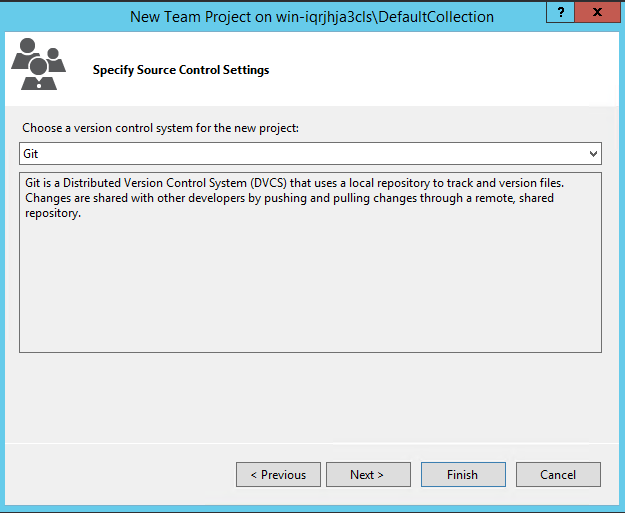 New Team Project on win-iqrjhja3cls\DefaultCollection
? x
Specify Source Control Settings
Choose a version control system for the new project:
Git
Git is a Distributed Version Control System (DVCS) that uses a local repository to track and version files.
Changes are shared with other developers by pushing and pulling changes through a remote, shared
repository.
< Previous Next > Finish Cancel